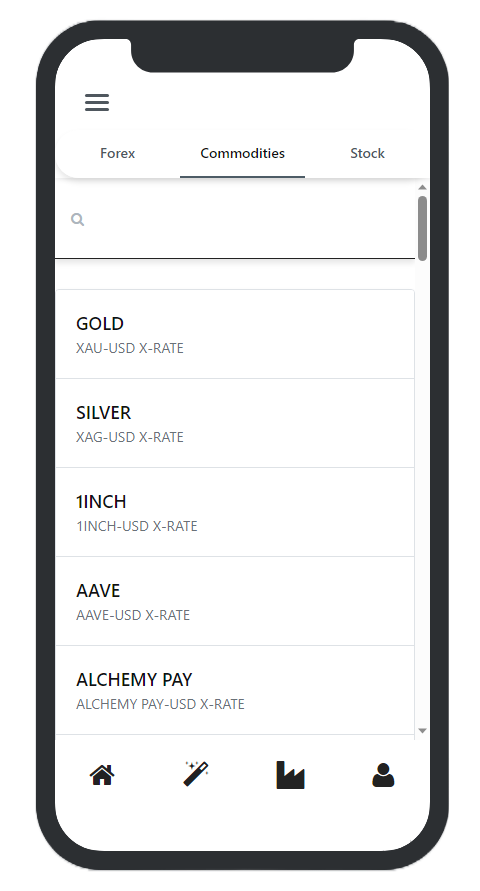 Forex
Commodities
Stock
GOLD
XAU-USD X-RATE
SILVER
XAG-USD X-RATE
1INCH
1INCH-USD X-RATE
AAVE
AAVE-USD X-RATE
ALCHEMY PAY
ALCHEMY PAY-USD X-RATE